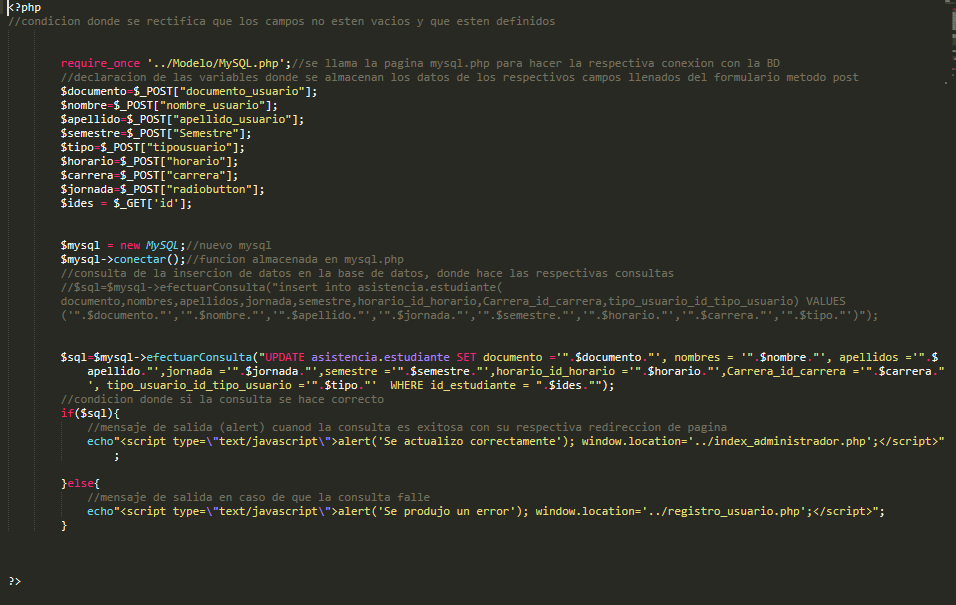 <?php
//condicion donde se rectifica que los campos no esten vacios y que esten definidos
require_once '../Modelo/MySQL.php';//se llama la pagina mysql.php para hacer la respectiva conexion con la BD
//declaracion de las variables donde se almacenan los datos de los respectivos campos llenados del formulario metodo post
$documento=$_POST["documento_usuario"];
$nombre=$_POST["nombre_usuario"];
$apellido=$_POST["apellido_usuario"];
$semestre=$_POST["Semestre"];
$tipo=$_POST["tipousuario"];
$horario=$_POST["horario"];
$carrera=$_POST["carrera"];
$jornada=$_POST["radiobutton"];
$ides = $_GET['id'];
$mysql = new MySQL;//nuevo mysql
$mysql->conectar();//funcion almacenada en mysql.php
//consulta de la insercion de datos en la base de datos, donde hace las respectivas consultas
//$sql=$mysql->efectuarConsulta("insert into asistencia.estudiante(
documento,nombres,apellidos,jornada,semestre,horario_id_horario,Carrera_id_carrera,tipo_usuario_id_tipo_usuario) VALUES
('".$documento."','".$nombre."','".$apellido."','".$jornada."','".$semestre."','".$horario."','".$carrera."','".$tipo."')");
$sql=$mysql->efectuarConsulta("UPDATE asistencia.estudiante SET documento ='".$documento."', nombres = '".$nombre."', apellidos ='".$
apellido."',jornada ='".$jornada."',semestre ='".$semestre."',horario_id_horario ='".$horario."',Carrera_id_carrera ='".$carrera."
', tipo_usuario_id_tipo_usuario ='".$tipo."'  WHERE id_estudiante = ".$ides."");
//condicion donde si la consulta se hace correcto
if($sql){
//mensaje de salida (alert) cuanod la consulta es exitosa con su respectiva redireccion de pagina
echo"<script type=\"text/javascript\">alert('Se actualizo correctamente'); window.location='../index_administrador.php';</script>"
;
}else{
//mensaje de salida en caso de que la consulta falle
echo"<script type=\"text/javascript\">alert('Se produjo un error'); window.location='../registro_usuario.php';</script>";
}
?>